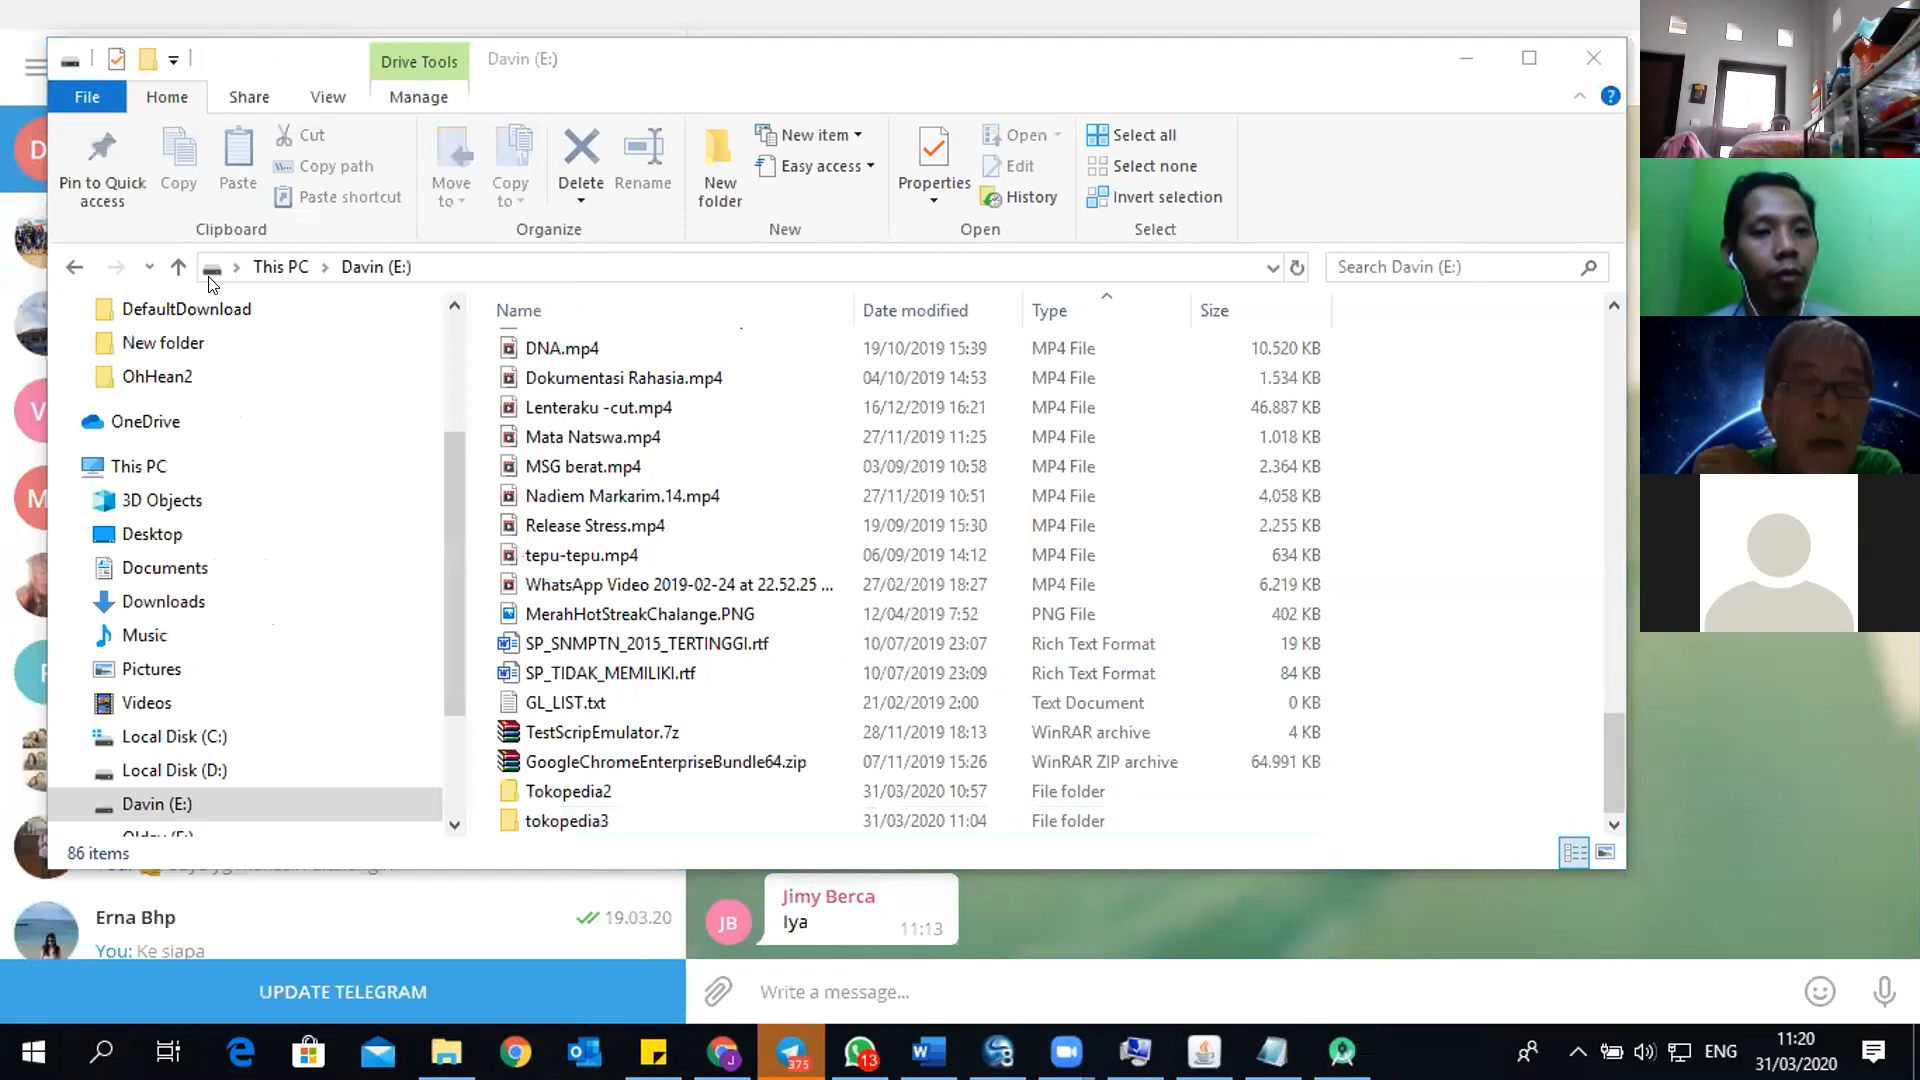 Drive Tools
Davin (E:)
File
Home
Share
View
Manage
Pin to Quick access
Copy
Paste
Cut
Copy path
Paste shortcut
Clipboard
Move to
Copy to
Delete
Rename
Organize
New folder
New item
Easy access
New
Properties
Open
Edit
History
Open
Select all
Select none
Invert selection
Select
This PC
Davin (E:)
Search Davin (E:)
DefaultDownload
New folder
OhHean2
OneDrive
This PC
3D Objects
Desktop
Documents
Downloads
Music
Pictures
Videos
Local Disk (C:)
Local Disk (D:)
Davin (E:)
Name Date modified Type Size
DNA.mp4 19/10/2019 15:39 MP4 File 10.520 KB
Dokumentasi Rahasia.mp4 04/10/2019 14:53 MP4 File 1.534 KB
Lenteraku -cut.mp4 16/12/2019 16:21 MP4 File 46.887 KB
Mata Natswa.mp4 27/11/2019 11:25 MP4 File 1.018 KB
MSG berat.mp4 03/09/2019 10:58 MP4 File 2.364 KB
Nadiem Markarim.14.mp4 27/11/2019 10:51 MP4 File 4.058 KB
Release Stress.mp4 19/09/2019 15:30 MP4 File 2.255 KB
tepu-tepu.mp4 06/09/2019 14:12 MP4 File 634 KB
WhatsApp Video 2019-02-24 at 22.52.25 ... 27/02/2019 18:27 MP4 File 6.219 KB
MerahHotStreakChalange.PNG 12/04/2019 7:52 PNG File 402 KB
SP_SNMPTN_2015_TERTINGGI.rtf 10/07/2019 23:07 Rich Text Format 19 KB
SP_TIDAK_MEMILIKI.rtf 10/07/2019 23:09 Rich Text Format 84 KB
GL_LIST.txt 21/02/2019 2:00 Text Document 0 KB
TestScripEmulator.7z 28/11/2019 18:13 WinRAR archive 4 KB
GoogleChromeEnterpriseBundle64.zip 07/11/2019 15:26 WinRAR ZIP archive 64.991 KB
Tokopedia2 31/03/2020 10:57 File folder
tokopedia3 31/03/2020 11:04 File folder
86 items
D
V
M
Erna Bhp 19.03.20
You: Ke siapa
UPDATE TELEGRAM
JB
Jimy Berca
Iya 11:13
Write a message...
375
13
ENG
11:20
31/03/2020